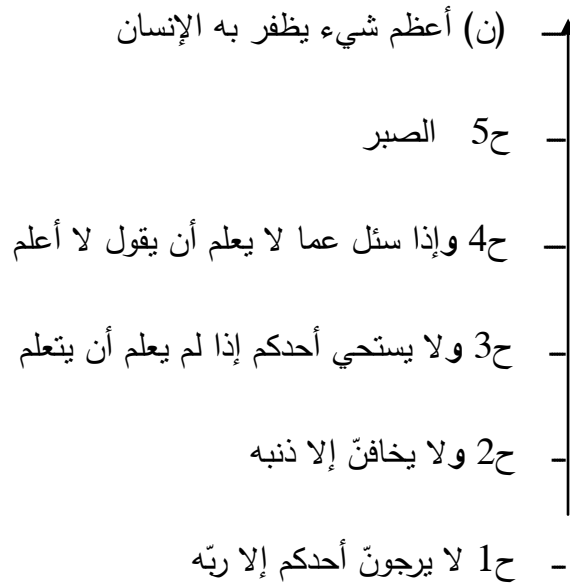 (ن) أعظم شيء يظفر به الإنسان
ح5 الصبر
ح4 وإذا سئل عما لا يعلم أن يقول لا أعلم
ح3 ولا يستحي أحدكم إذا لم يعلم أن يتعلم
ح2 ولا يخافنّ إلا ذنبه
ح1 لا يرجونّ أحدكم إلا ربّه